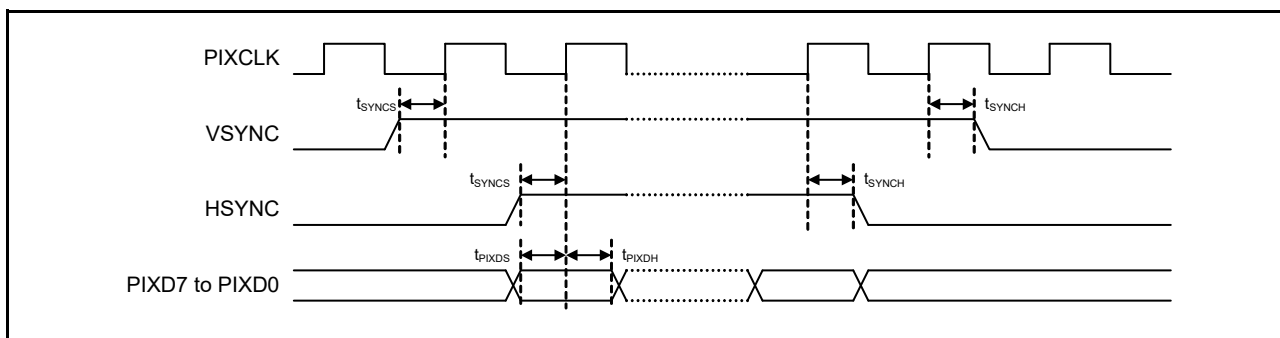 PIXCLK
tSYNCS
tSYNCH
VSYNC
tSYNCS
tSYNCH
HSYNC
tPIXDS
tPIXDH
PIXD7 to PIXD0